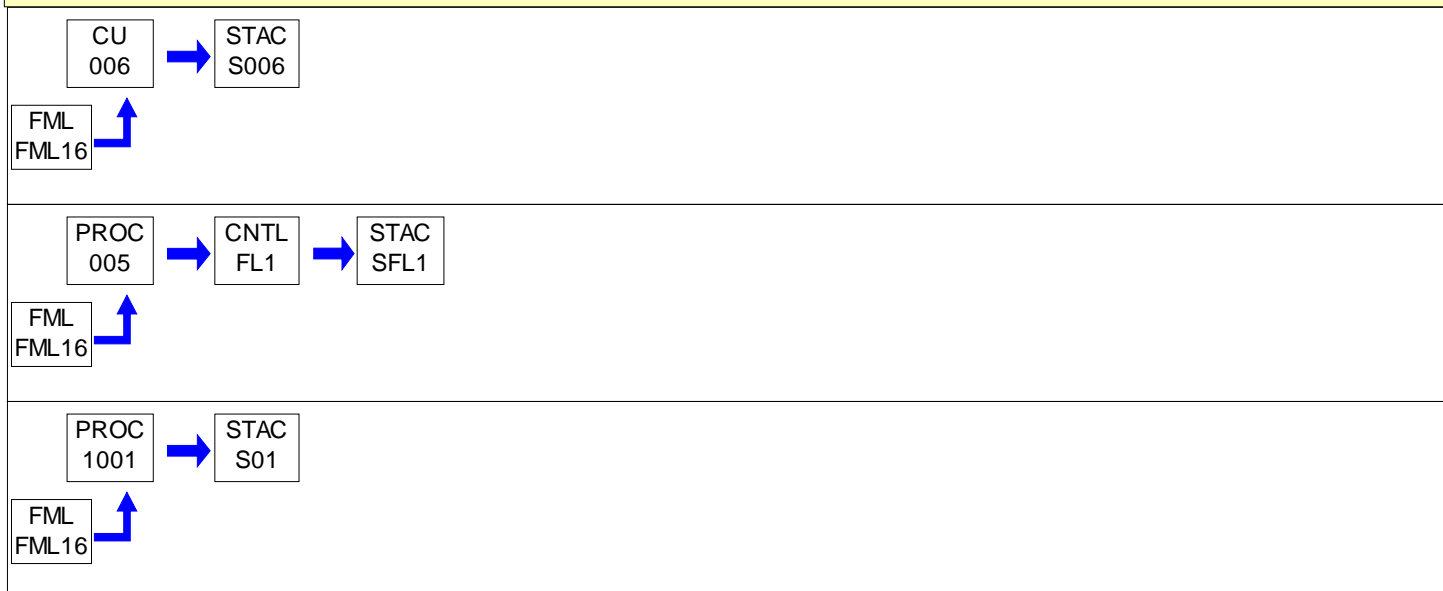 CU
006
STAC
S006
FML
FML16
PROC
005
CNTL
FL1
STAC
SFL1
FML
FML16
PROC
1001
STAC
S01
FML
FML16